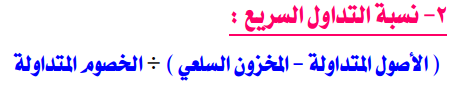 ٢- نسبة التداول السريع :
( الأصول المتداولة - المخزون السلعي ) ÷ الخصوم المتداولة